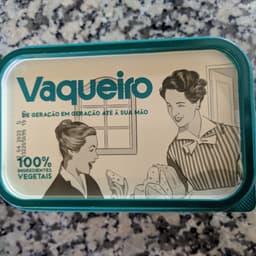 Vaqueiro
DE GERAÇÃO EM GERAÇÃO ATÉ À SUA MÃO
100%
INGREDIENTES
VEGETAIS